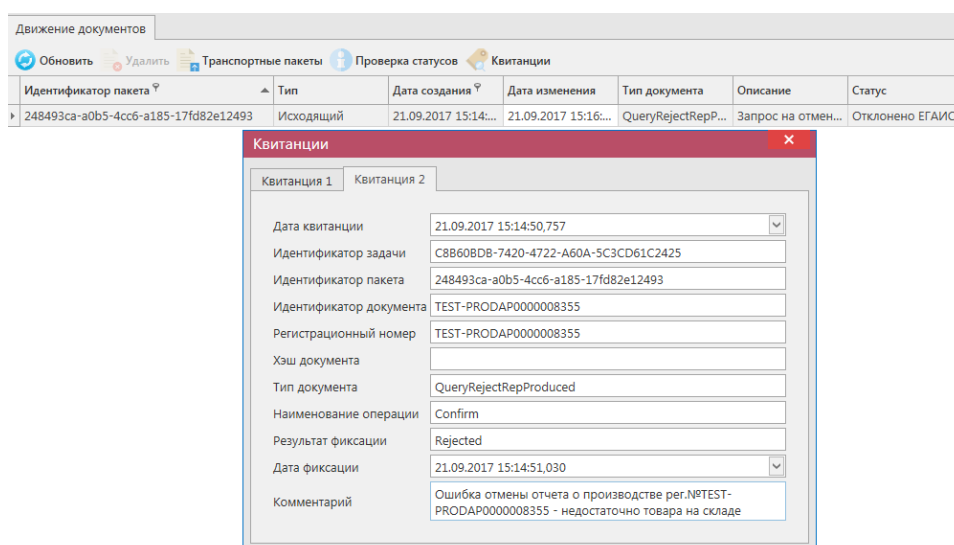 Движение документов
Обновить Удалить Транспортные пакеты Проверка статусов Квитанции
Идентификатор пакета Тип Дата создания Дата изменения Тип документа Описание Статус
248493ca-a0b5-4cc6-a185-17fd82e12493 Исходящий 21.09.2017 15:14:... 21.09.2017 15:16:... QueryRejectRepP... Запрос на отмен... Отклонено ЕГАИС
Квитанции
Квитанция 1 Квитанция 2
Дата квитанции 21.09.2017 15:14:50,757
Идентификатор задачи C8B60BDB-7420-4722-A60A-5C3CD61C2425
Идентификатор пакета 248493ca-a0b5-4cc6-a185-17fd82e12493
Идентификатор документа TEST-PRODAP0000008355
Регистрационный номер TEST-PRODAP0000008355
Хэш документа
Тип документа QueryRejectRepProduced
Наименование операции Confirm
Результат фиксации Rejected
Дата фиксации 21.09.2017 15:14:51,030
Комментарий Ошибка отмены отчета о производстве рег.№TEST-
PRODAP0000008355 - недостаточно товара на складе